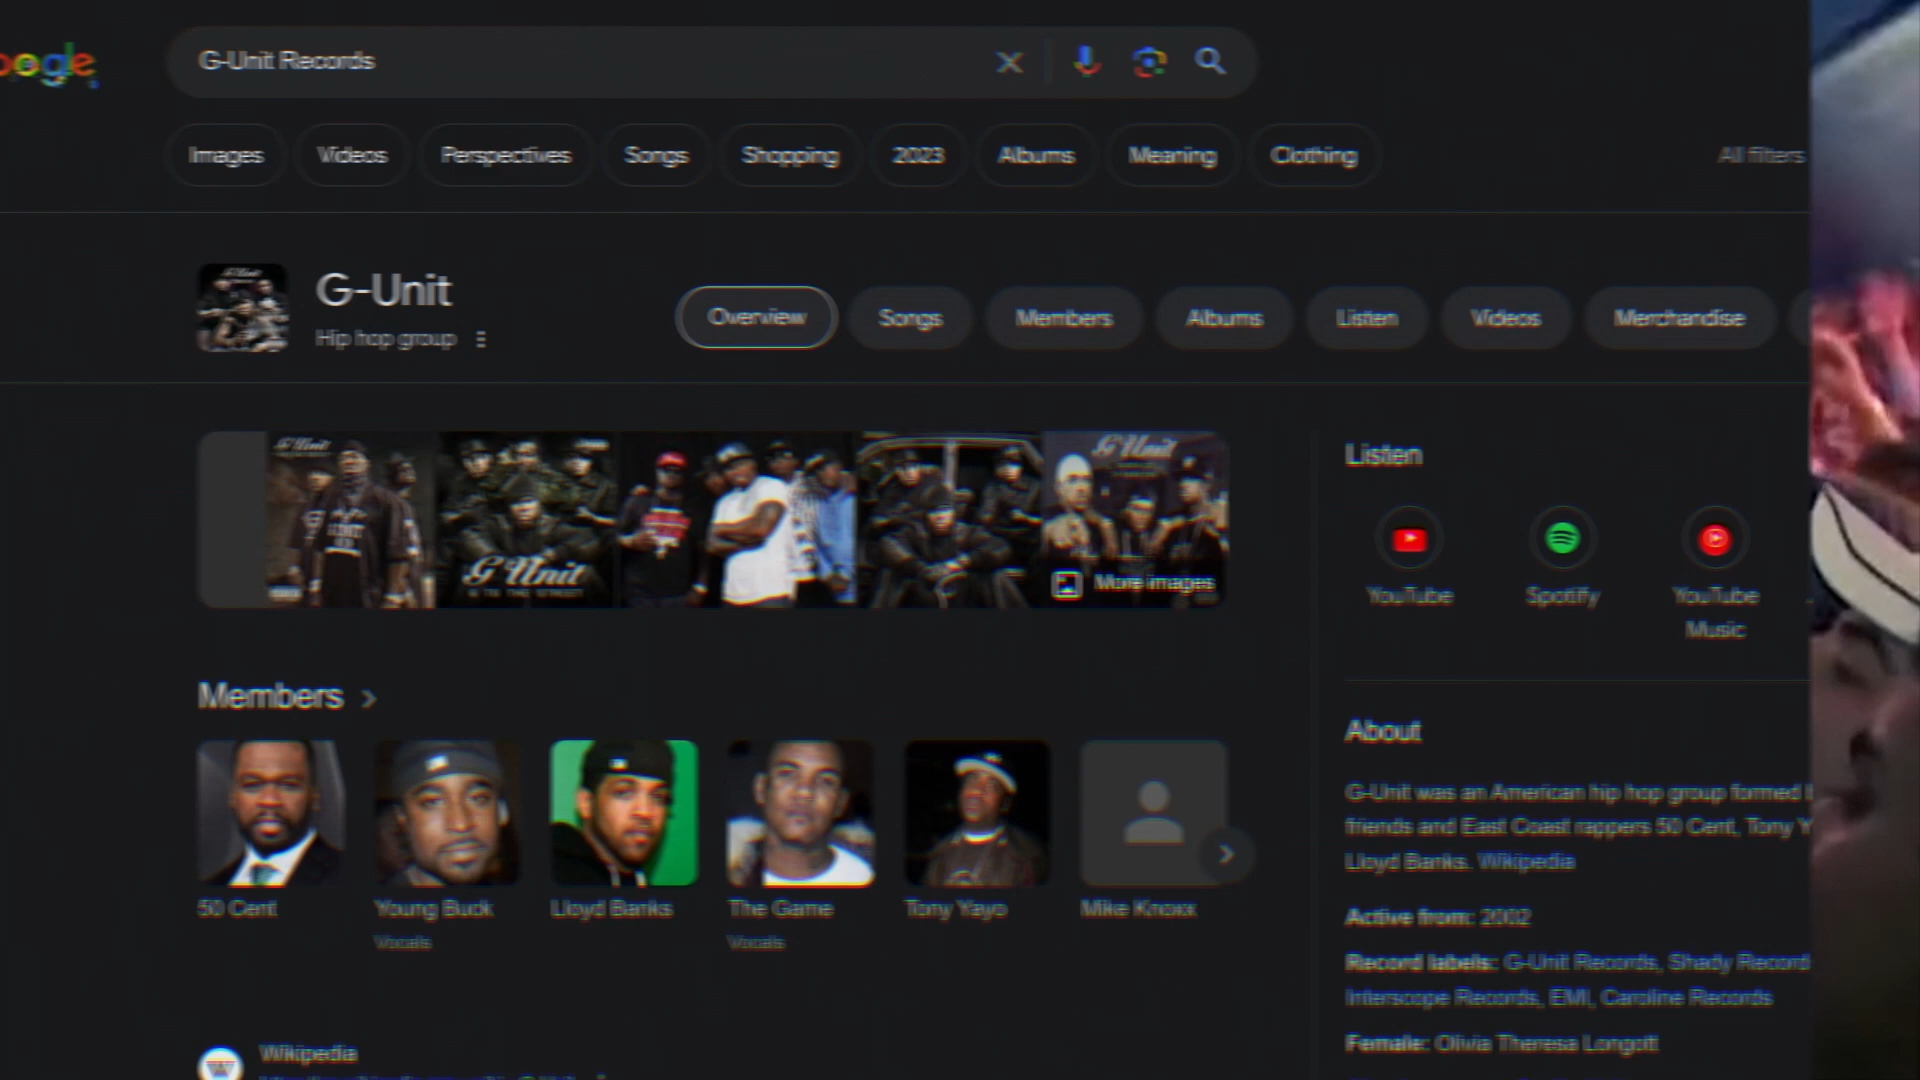 oogle
G-Unit Records
Images
Videos
Perspectives
Songs
Shopping
2023
Albums
Meaning
Clothing
All filters
G-Unit
Hip hop group
Overview
Songs
Members
Albums
Listen
Videos
Merchandise
G Unit
G Unit
G Unit
More images
Listen
YouTube
Spotify
YouTube
Music
Members
50 Cent
Young Buck
Vocals
Lloyd Banks
The Game
Vocals
Tony Yayo
Mike Knoxx
About
G-Unit was an American hip hop group formed
friends and East Coast rappers 50 Cent, Tony Y
Lloyd Banks. Wikipedia
Active from: 2002
Record labels: G-Unit Records, Shady Record
Interscope Records, EMI, Caroline Records
Female: Olivia Theresa Longott
W
Wikipedia